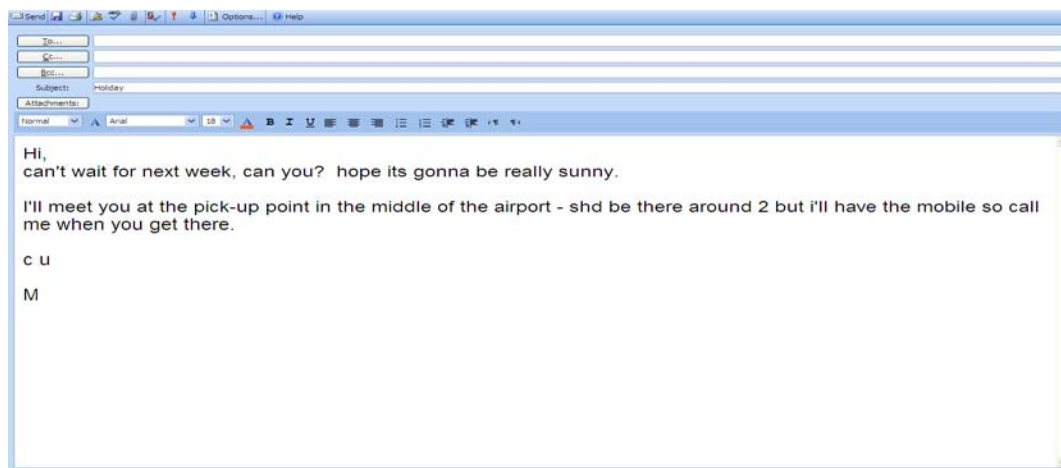 Send Options... Help
To...
Cc...
Bcc...
Subject: Holiday
Attachments:
Normal A Arial 18 A B I U
Hi,
can't wait for next week, can you?  hope its gonna be really sunny.
I'll meet you at the pick-up point in the middle of the airport - shd be there around 2 but i'll have the mobile so call
me when you get there.
c u
M